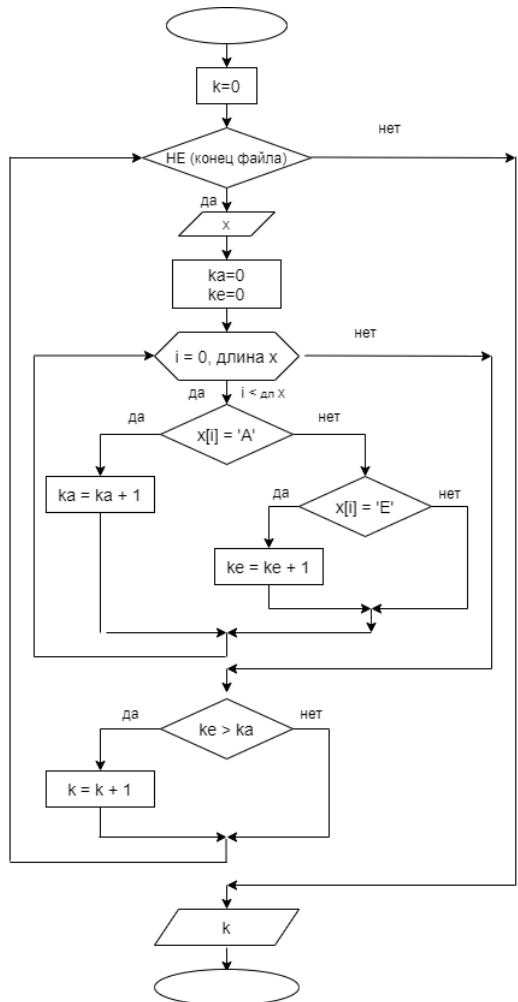 k=0
нет
НЕ (конец файла)
да
x
ka=0
ke=0
нет
i = 0, длина x
да
i < дл x
да
нет
x[i] = 'A'
ka = ka + 1
да
нет
x[i] = 'E'
ke = ke + 1
да
нет
ke > ka
k = k + 1
k